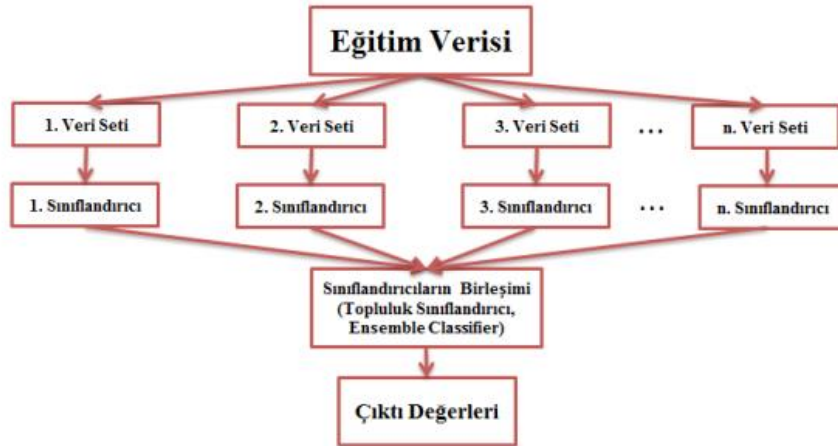 Eğitim Verisi
1. Veri Seti
2. Veri Seti
3. Veri Seti
...
n. Veri Seti
1. Sınıflandırıcı
2. Sınıflandırıcı
3. Sınıflandırıcı
...
n. Sınıflandırıcı
Sınıflandırıcıların Birleşimi
(Topluluk Sınıflandırıcı,
Ensemble Classifier)
Çıktı Değerleri